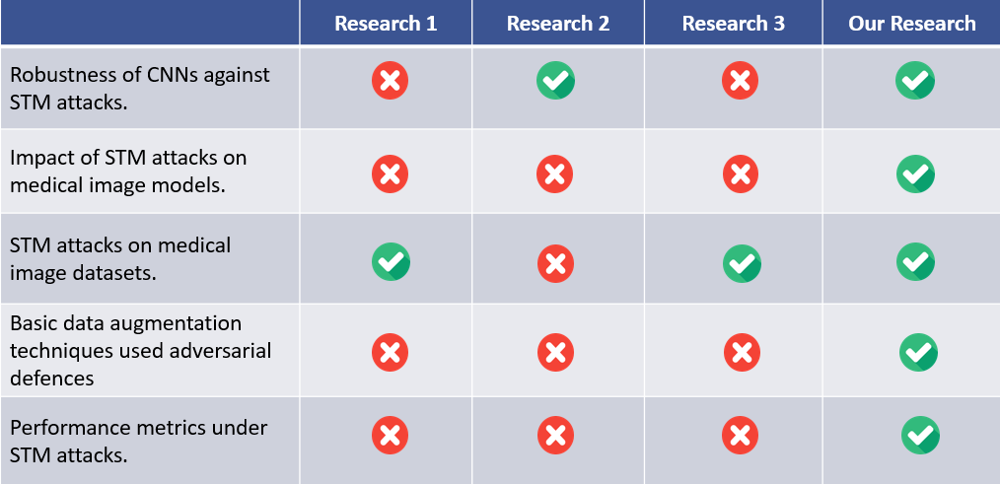 Research 1 Research 2 Research 3 Our Research
Robustness of CNNs against
STM attacks.
Impact of STM attacks on
medical image models.
STM attacks on medical
image datasets.
Basic data augmentation
techniques used adversarial
defences
Performance metrics under
STM attacks.